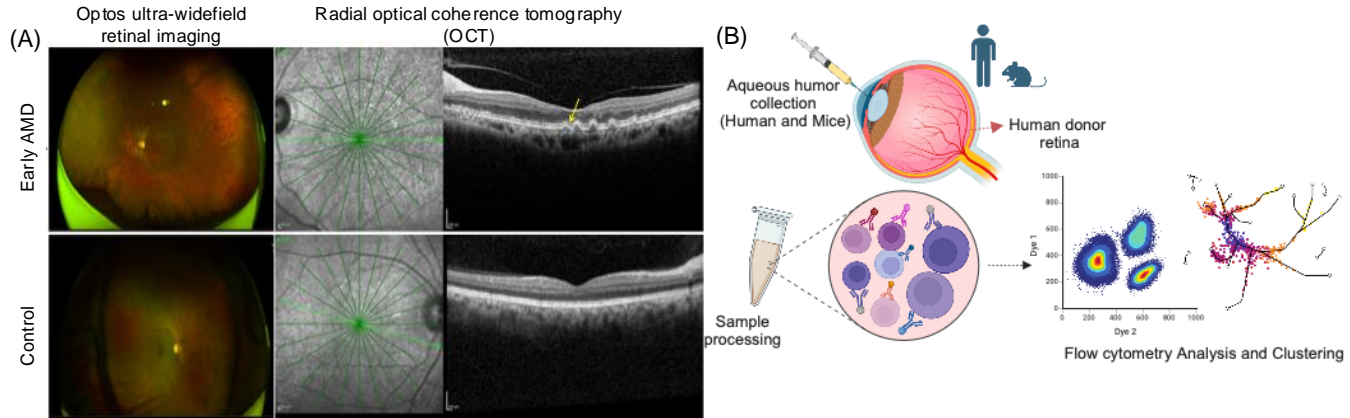 (A)
Optos ultra-widefield
retinal imaging
Radial optical coherence tomography
(OCT)
Early AMD
Control
(B)
Aqueous humor
collection
(Human and Mice)
Human donor
retina
Sample
processing
1000
800
600
400
200
0
Dye 1
0
200
400
600
800
1000
Dye 2
Flow cytometry Analysis and Clustering